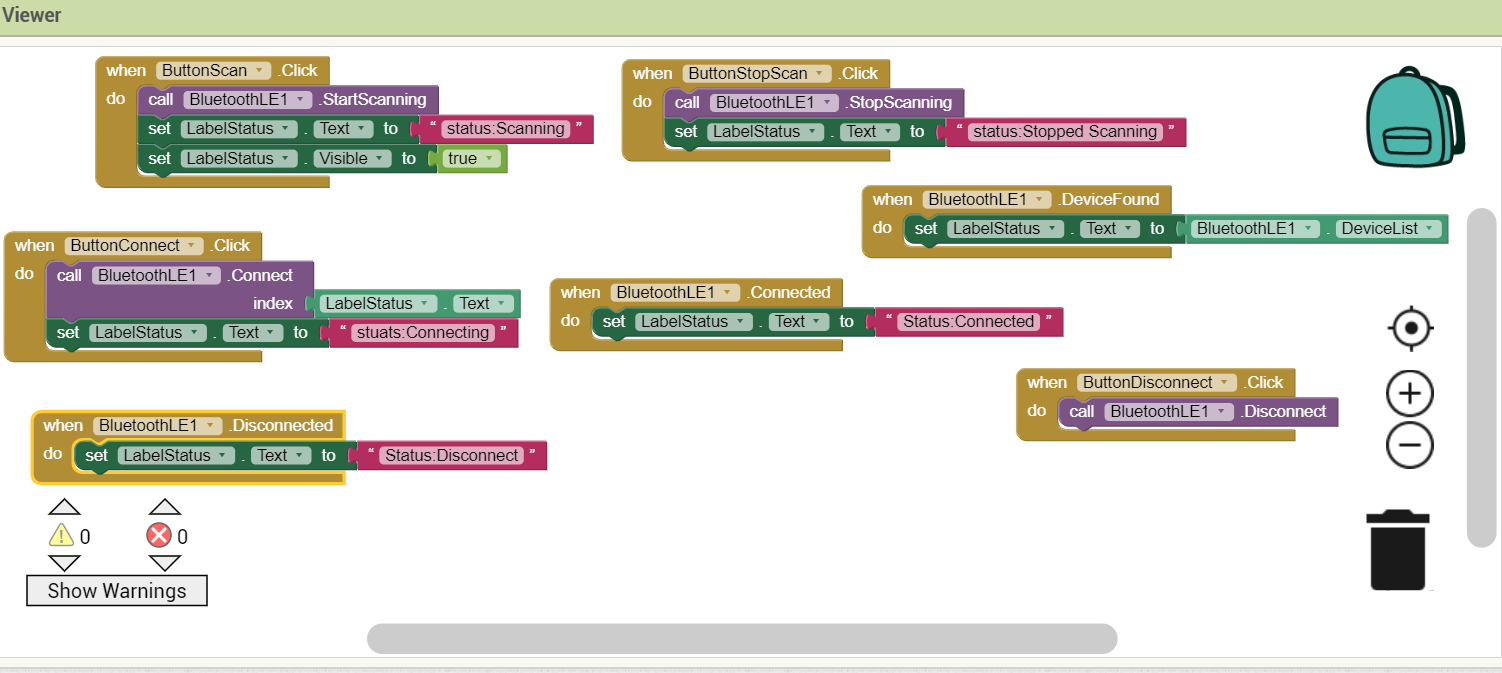 Viewer
when ButtonScan .Click
do call BluetoothLE1 .StartScanning
set LabelStatus . Text to “ status:Scanning ”
set LabelStatus . Visible to true
when ButtonStopScan .Click
do call BluetoothLE1 .StopScanning
set LabelStatus . Text to “ status:Stopped Scanning ”
when BluetoothLE1 .DeviceFound
do set LabelStatus . Text to BluetoothLE1 . DeviceList
when ButtonConnect .Click
do call BluetoothLE1 .Connect
index LabelStatus . Text
set LabelStatus . Text to “ stuats:Connecting ”
when BluetoothLE1 .Connected
do set LabelStatus . Text to “ Status:Connected ”
when ButtonDisconnect .Click
do call BluetoothLE1 .Disconnect
when BluetoothLE1 .Disconnected
do set LabelStatus . Text to “ Status:Disconnect ”
0 0
Show Warnings